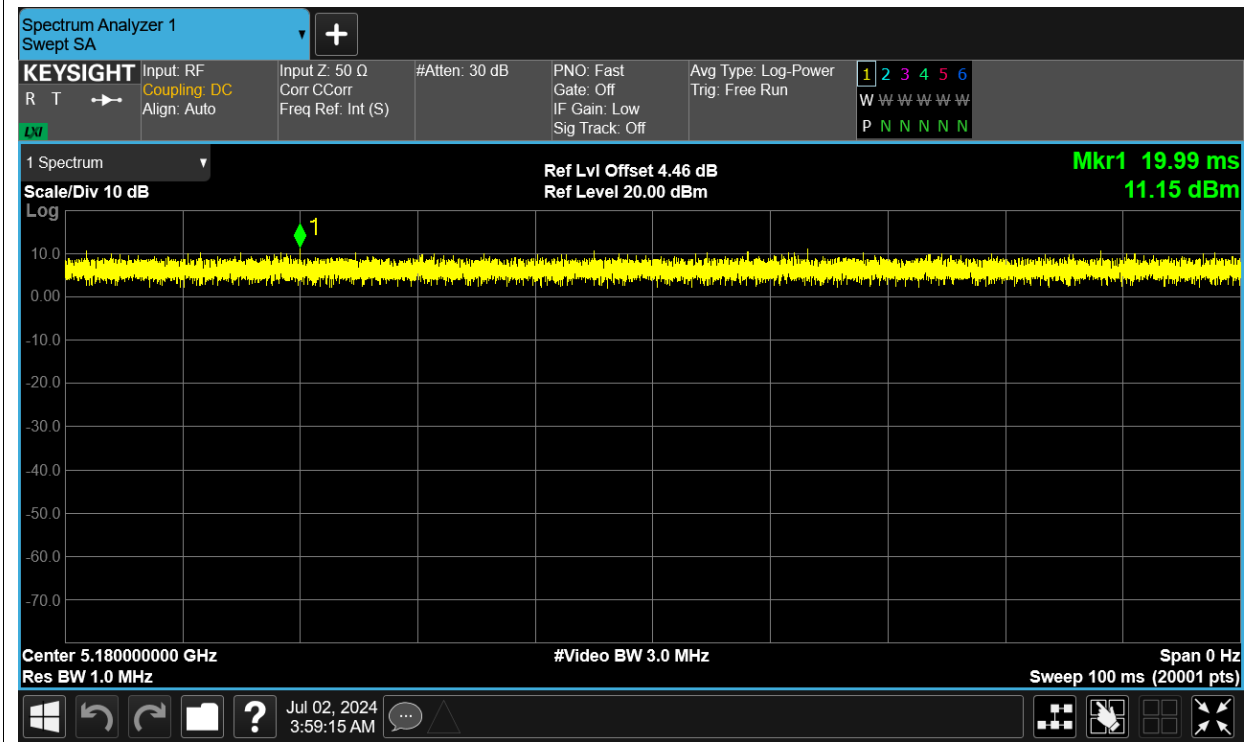 Spectrum Analyzer 1
Swept SA
+
KEYSIGHT
R T
LXI
Input: RF
Coupling: DC
Align: Auto
Input Z: 50 Ω
Corr CCorr
Freq Ref: Int (S)
#Atten: 30 dB
PNO: Fast
Gate: Off
IF Gain: Low
Sig Track: Off
Avg Type: Log-Power
Trig: Free Run
1 2 3 4 5 6
W W W W W W
P N N N N N
1 Spectrum
Scale/Div 10 dB
Ref Lvl Offset 4.46 dB
Ref Level 20.00 dBm
Mkr1 19.99 ms
11.15 dBm
Log
1
10.0
0.00
-10.0
-20.0
-30.0
-40.0
-50.0
-60.0
-70.0
Center 5.180000000 GHz
#Video BW 3.0 MHz
Span 0 Hz
Res BW 1.0 MHz
Sweep 100 ms (20001 pts)
?
Jul 02, 2024
3:59:15 AM